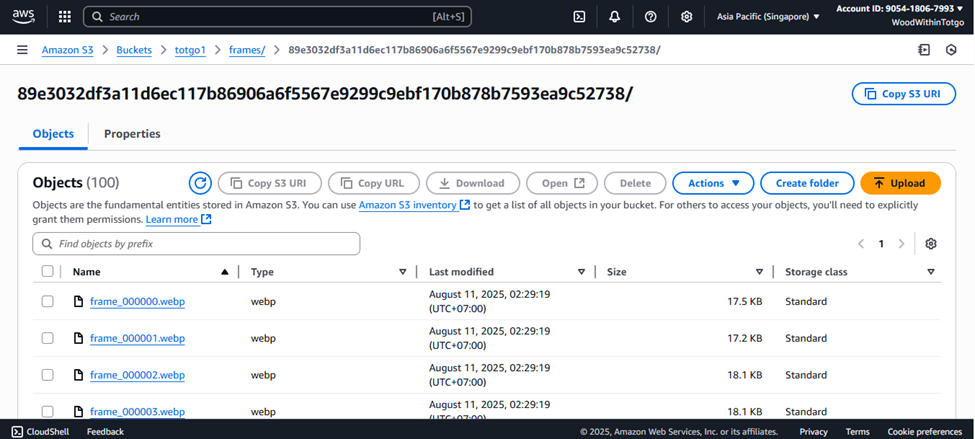 aws Search [Alt+S] Asia Pacific (Singapore) Account ID: 9054-1806-7993
WoodWithinTotgo
Amazon S3 > Buckets > totgo1 > frames/ > 89e3032df3a11d6ec117b86906a6f5567e9299c9ebf170b878b7593ea9c52738/
89e3032df3a11d6ec117b86906a6f5567e9299c9ebf170b878b7593ea9c52738/ Copy S3 URI
Objects Properties
Objects (100) Copy S3 URI Copy URL Download Open Delete Actions Create folder Upload
Objects are the fundamental entities stored in Amazon S3. You can use Amazon S3 inventory to get a list of all objects in your bucket. For others to access your objects, you'll need to explicitly
grant them permissions. Learn more
Find objects by prefix 1
Name Type Last modified Size Storage class
frame_000000.webp webp August 11, 2025, 02:29:19 (UTC+07:00) 17.5 KB Standard
frame_000001.webp webp August 11, 2025, 02:29:19 (UTC+07:00) 17.2 KB Standard
frame_000002.webp webp August 11, 2025, 02:29:19 (UTC+07:00) 18.1 KB Standard
frame_000003.webp webp August 11, 2025, 02:29:19 (UTC+07:00) 18.1 KB Standard
CloudShell Feedback © 2025, Amazon Web Services, Inc. or its affiliates. Privacy Terms Cookie preferences